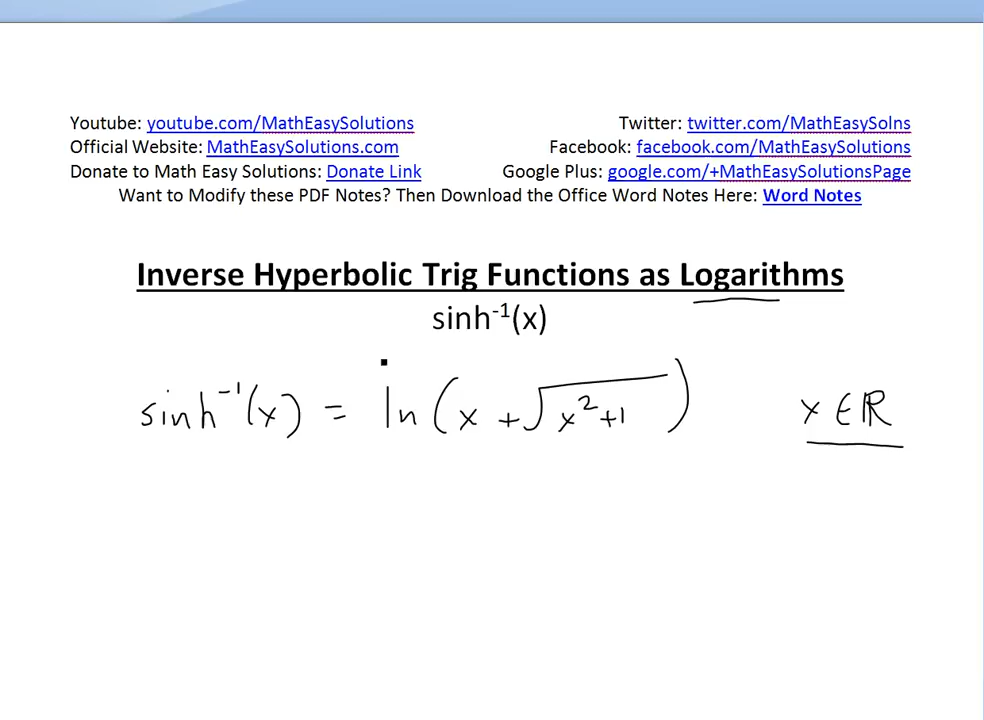 Youtube: youtube.com/MathEasySolutions Twitter: twitter.com/MathEasySolns
Official Website: MathEasySolutions.com Facebook: facebook.com/MathEasySolutions
Donate to Math Easy Solutions: Donate Link Google Plus: google.com/+MathEasySolutionsPage
Want to Modify these PDF Notes? Then Download the Office Word Notes Here: Word Notes
Inverse Hyperbolic Trig Functions as Logarithms
sinh⁻¹(x)
sinh⁻¹(x) = ln(x + √(x²+1)) x ∈ ℝ